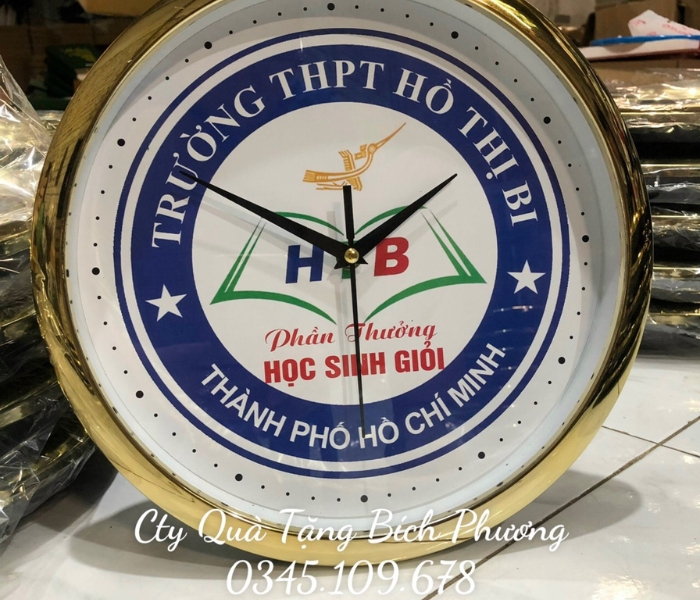 TRƯỜNG THPT HỒ THỊ BI
H B
Phần Thưởng
HỌC SINH GIỎI
THÀNH PHỐ HỒ CHÍ MINH
Cty Quà Tặng Bích Phương
0345.109.678